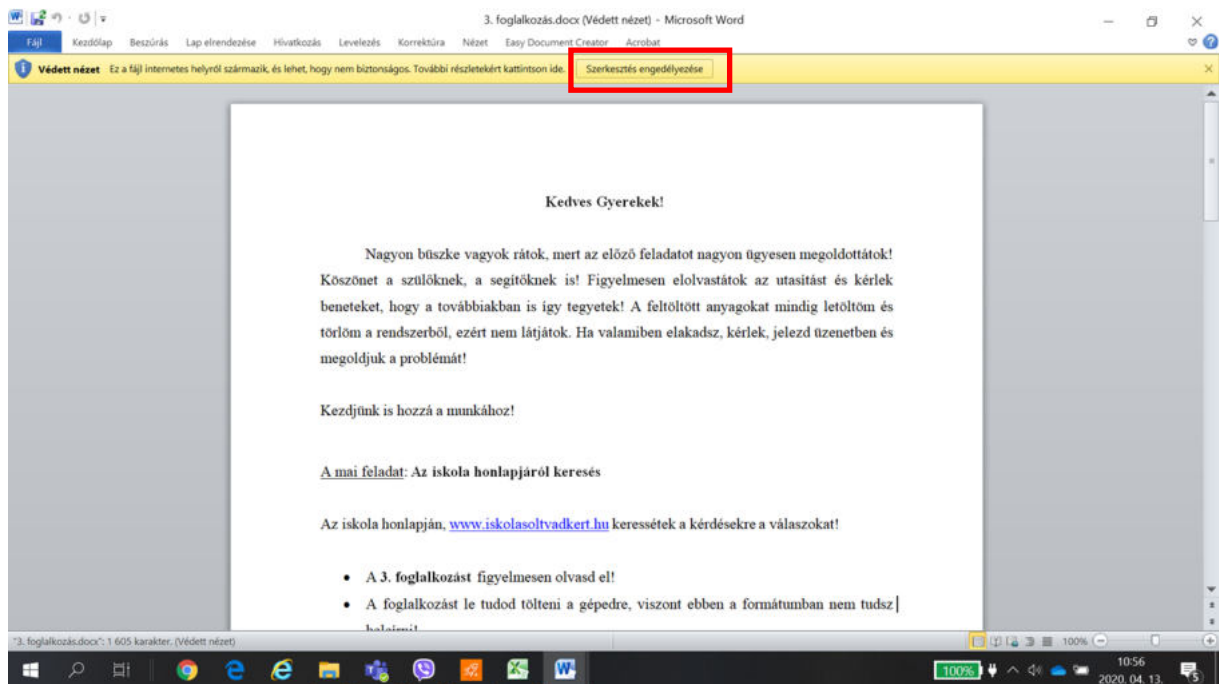 3. foglalkozás.docx (Védett nézet) - Microsoft Word
Fájl Kezdőlap Beszúrás Lap elrendezése Hivatkozás Levelezés Korrektúra Nézet Easy Document Creator Acrobat
Védett nézet Ez a fájl internetes helyről származik, és lehet, hogy nem biztonságos. További részletekért kattintson ide. Szerkesztés engedélyezése
Kedves Gyerekek!
Nagyon büszke vagyok rátok, mert az előző feladatot nagyon ügyesen megoldottátok!
Köszönet a szülőknek, a segítőknek is! Figyelmesen elolvastátok az utasítást és kérlek
beneteket, hogy a továbbiakban is így tegyetek! A feltöltött anyagokat mindig letöltöm és
törlöm a rendszerből, ezért nem látjátok. Ha valamiben elakadsz, kérlek, jelezd üzenetben és
megoldjuk a problémát!
Kezdjünk is hozzá a munkához!
A mai feladat: Az iskola honlapjáról keresés
Az iskola honlapján, www.iskolasoltvadkert.hu keressétek a kérdésekre a válaszokat!
• A 3. foglalkozást figyelmesen olvasd el!
• A foglalkozást le tudod tölteni a gépedre, viszont ebben a formátumban nem tudsz
"3. foglalkozás.docx": 1 605 karakter. (Védett nézet) 100%
100% 10:56
2020. 04. 13.